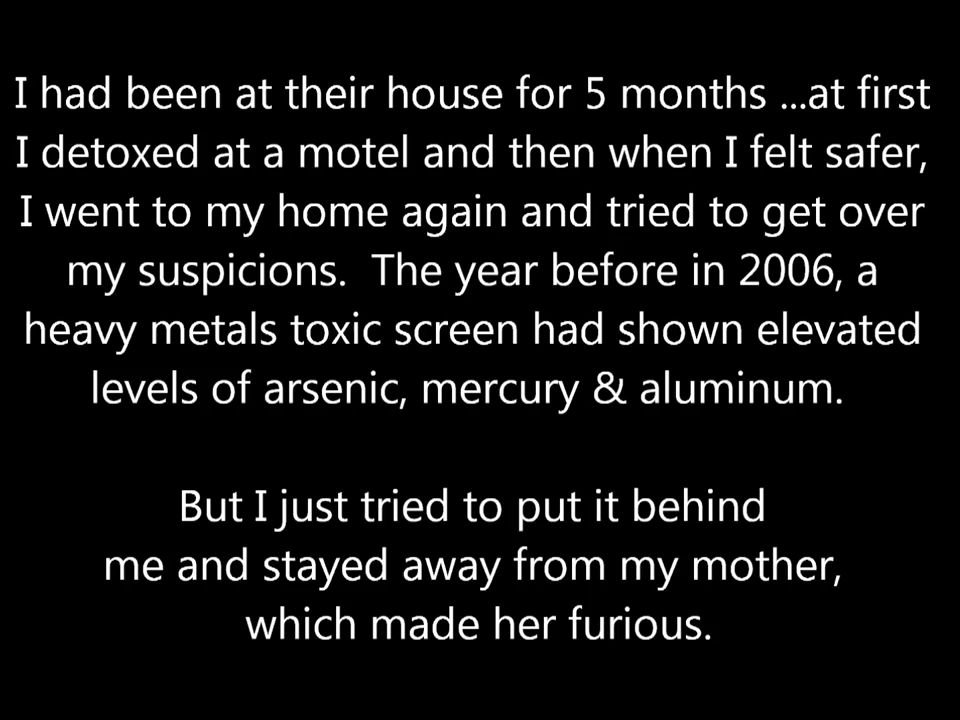 I had been at their house for 5 months ...at first
I detoxed at a motel and then when I felt safer,
I went to my home again and tried to get over
my suspicions.  The year before in 2006, a
heavy metals toxic screen had shown elevated
levels of arsenic, mercury & aluminum.
But I just tried to put it behind
me and stayed away from my mother,
which made her furious.